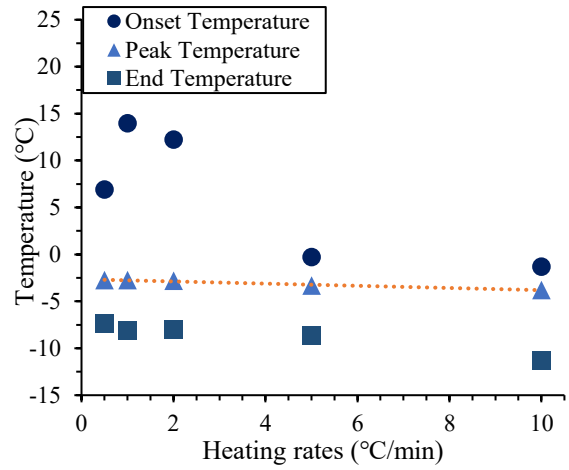 25
20
15
10
5
0
-5
-10
-15
Temperature (℃)
Onset Temperature
Peak Temperature
End Temperature
0 2 4 6 8 10
Heating rates (℃/min)